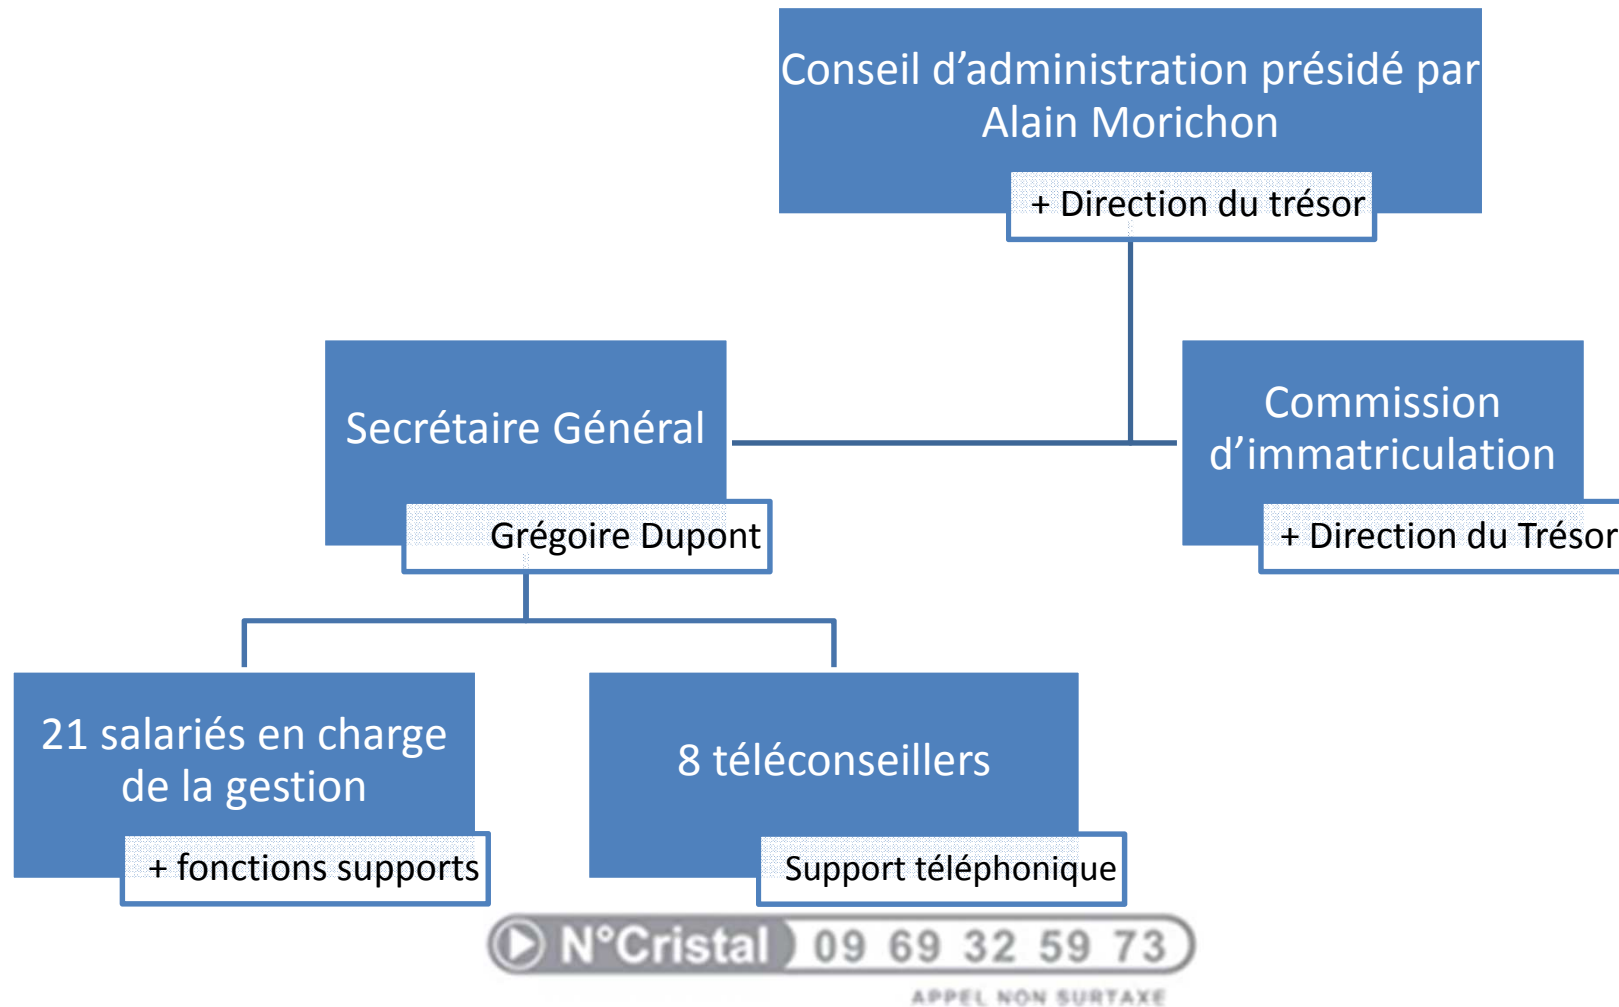 Conseil d’administration présidé par
Alain Morichon
+ Direction du trésor
Secrétaire Général
Grégoire Dupont
Commission
d’immatriculation
+ Direction du Trésor
21 salariés en charge
de la gestion
+ fonctions supports
8 téléconseillers
Support téléphonique
N°Cristal 09 69 32 59 73
APPEL NON SURTAXE